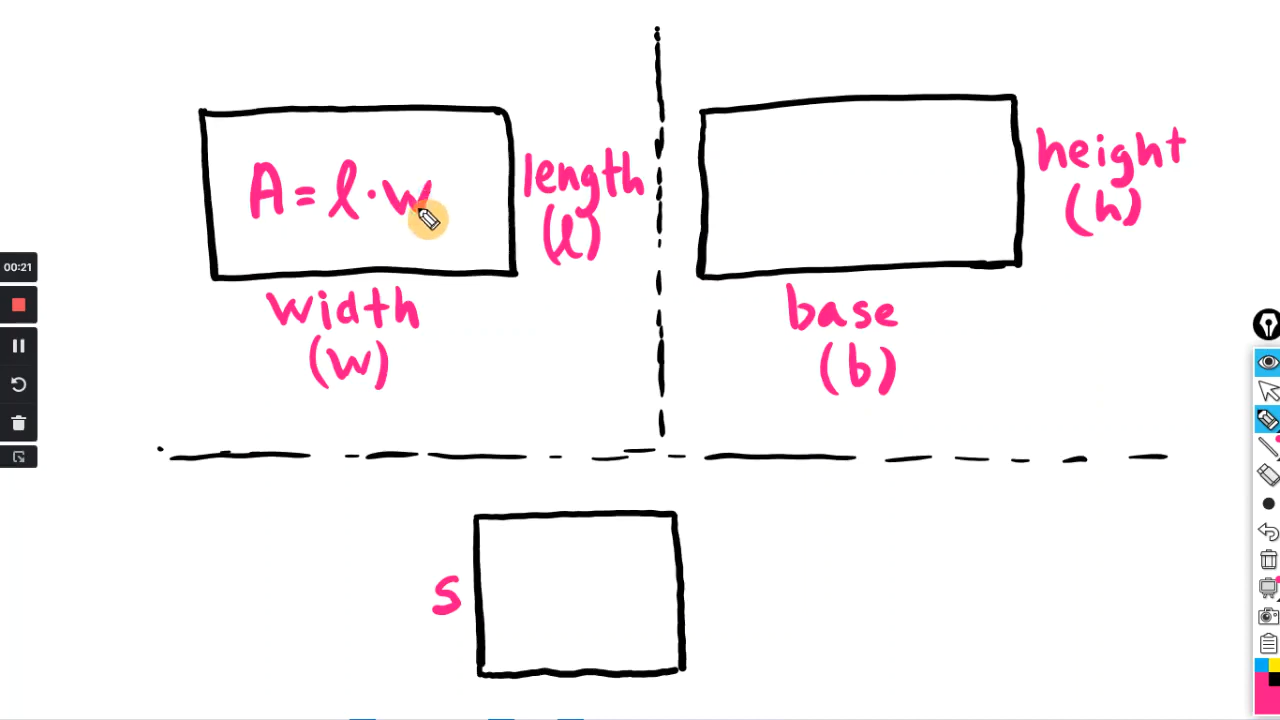 A = l · w
length
(l)
width
(w)
height
(h)
base
(b)
s
00:21